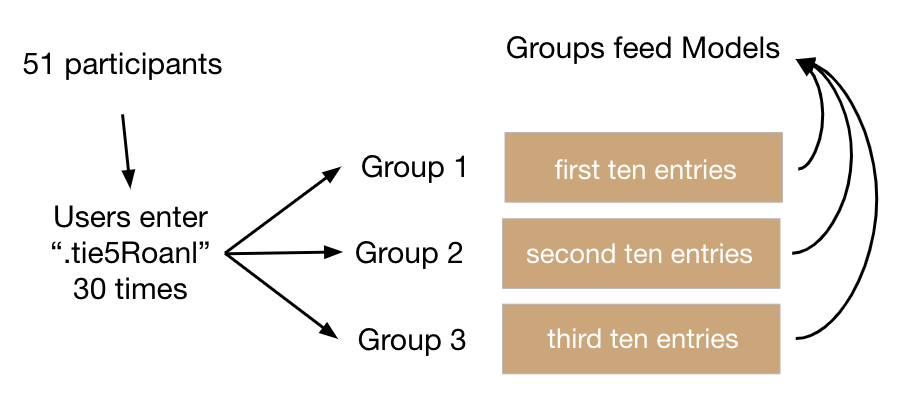 51 participants
Groups feed Models
Users enter
“.tie5Roanl”
30 times
Group 1
first ten entries
Group 2
second ten entries
Group 3
third ten entries